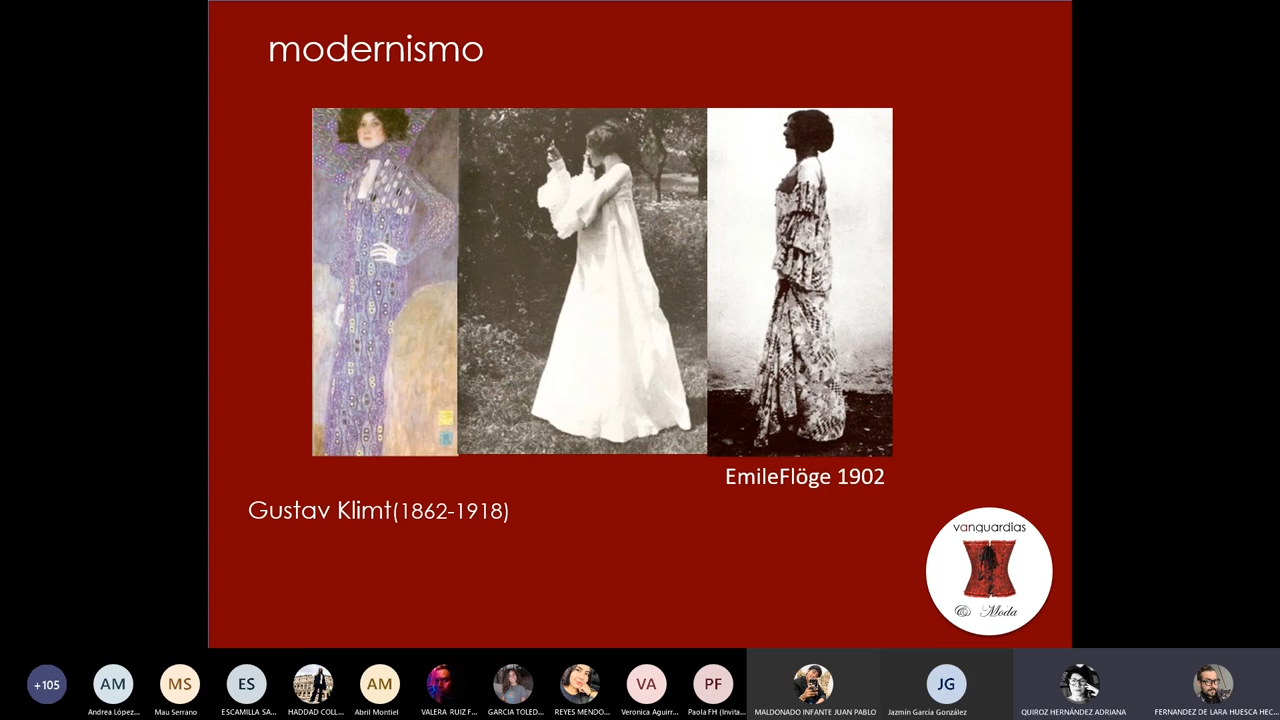 modernismo
EmileFlöge 1902
Gustav Klimt(1862-1918)
vanguardias
& Moda
+105
AM
MS
ES
AM
VA
PF
JG
Andrea López...
Mau Serrano
ESCAMILLA SA...
HADDAD COLL...
Abril Montiel
VALERA RUIZ F...
GARCIA TOLED...
REYES MENDO...
Veronica Aguirr...
Paola FH (Invita...
MALDONADO INFANTE JUAN PABLO
Jazmín García González
QUIROZ HERNÁNDEZ ADRIANA
FERNANDEZ DE LARA HUESCA HEC...